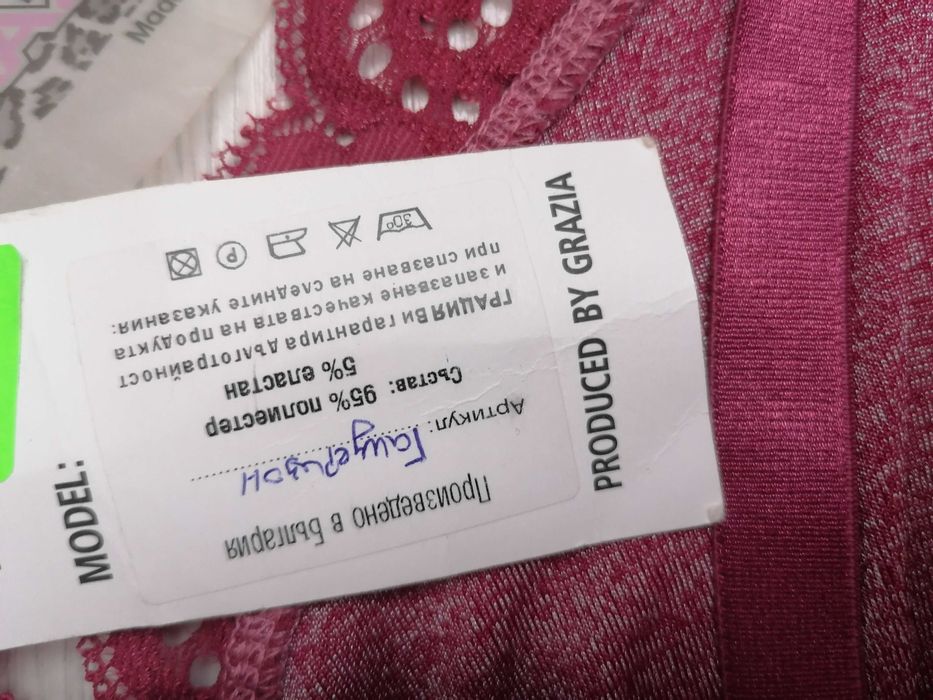 Произведено в България
Артикул: Гащеризон
Състав: 95% полиестер
5% еластан
ГРАЦИЯ Ви гарантира дълготрайност
и запазване качествата на продукта
при спазване на следните указания:
30°
P
MODEL:
PRODUCED BY GRAZIA
Made